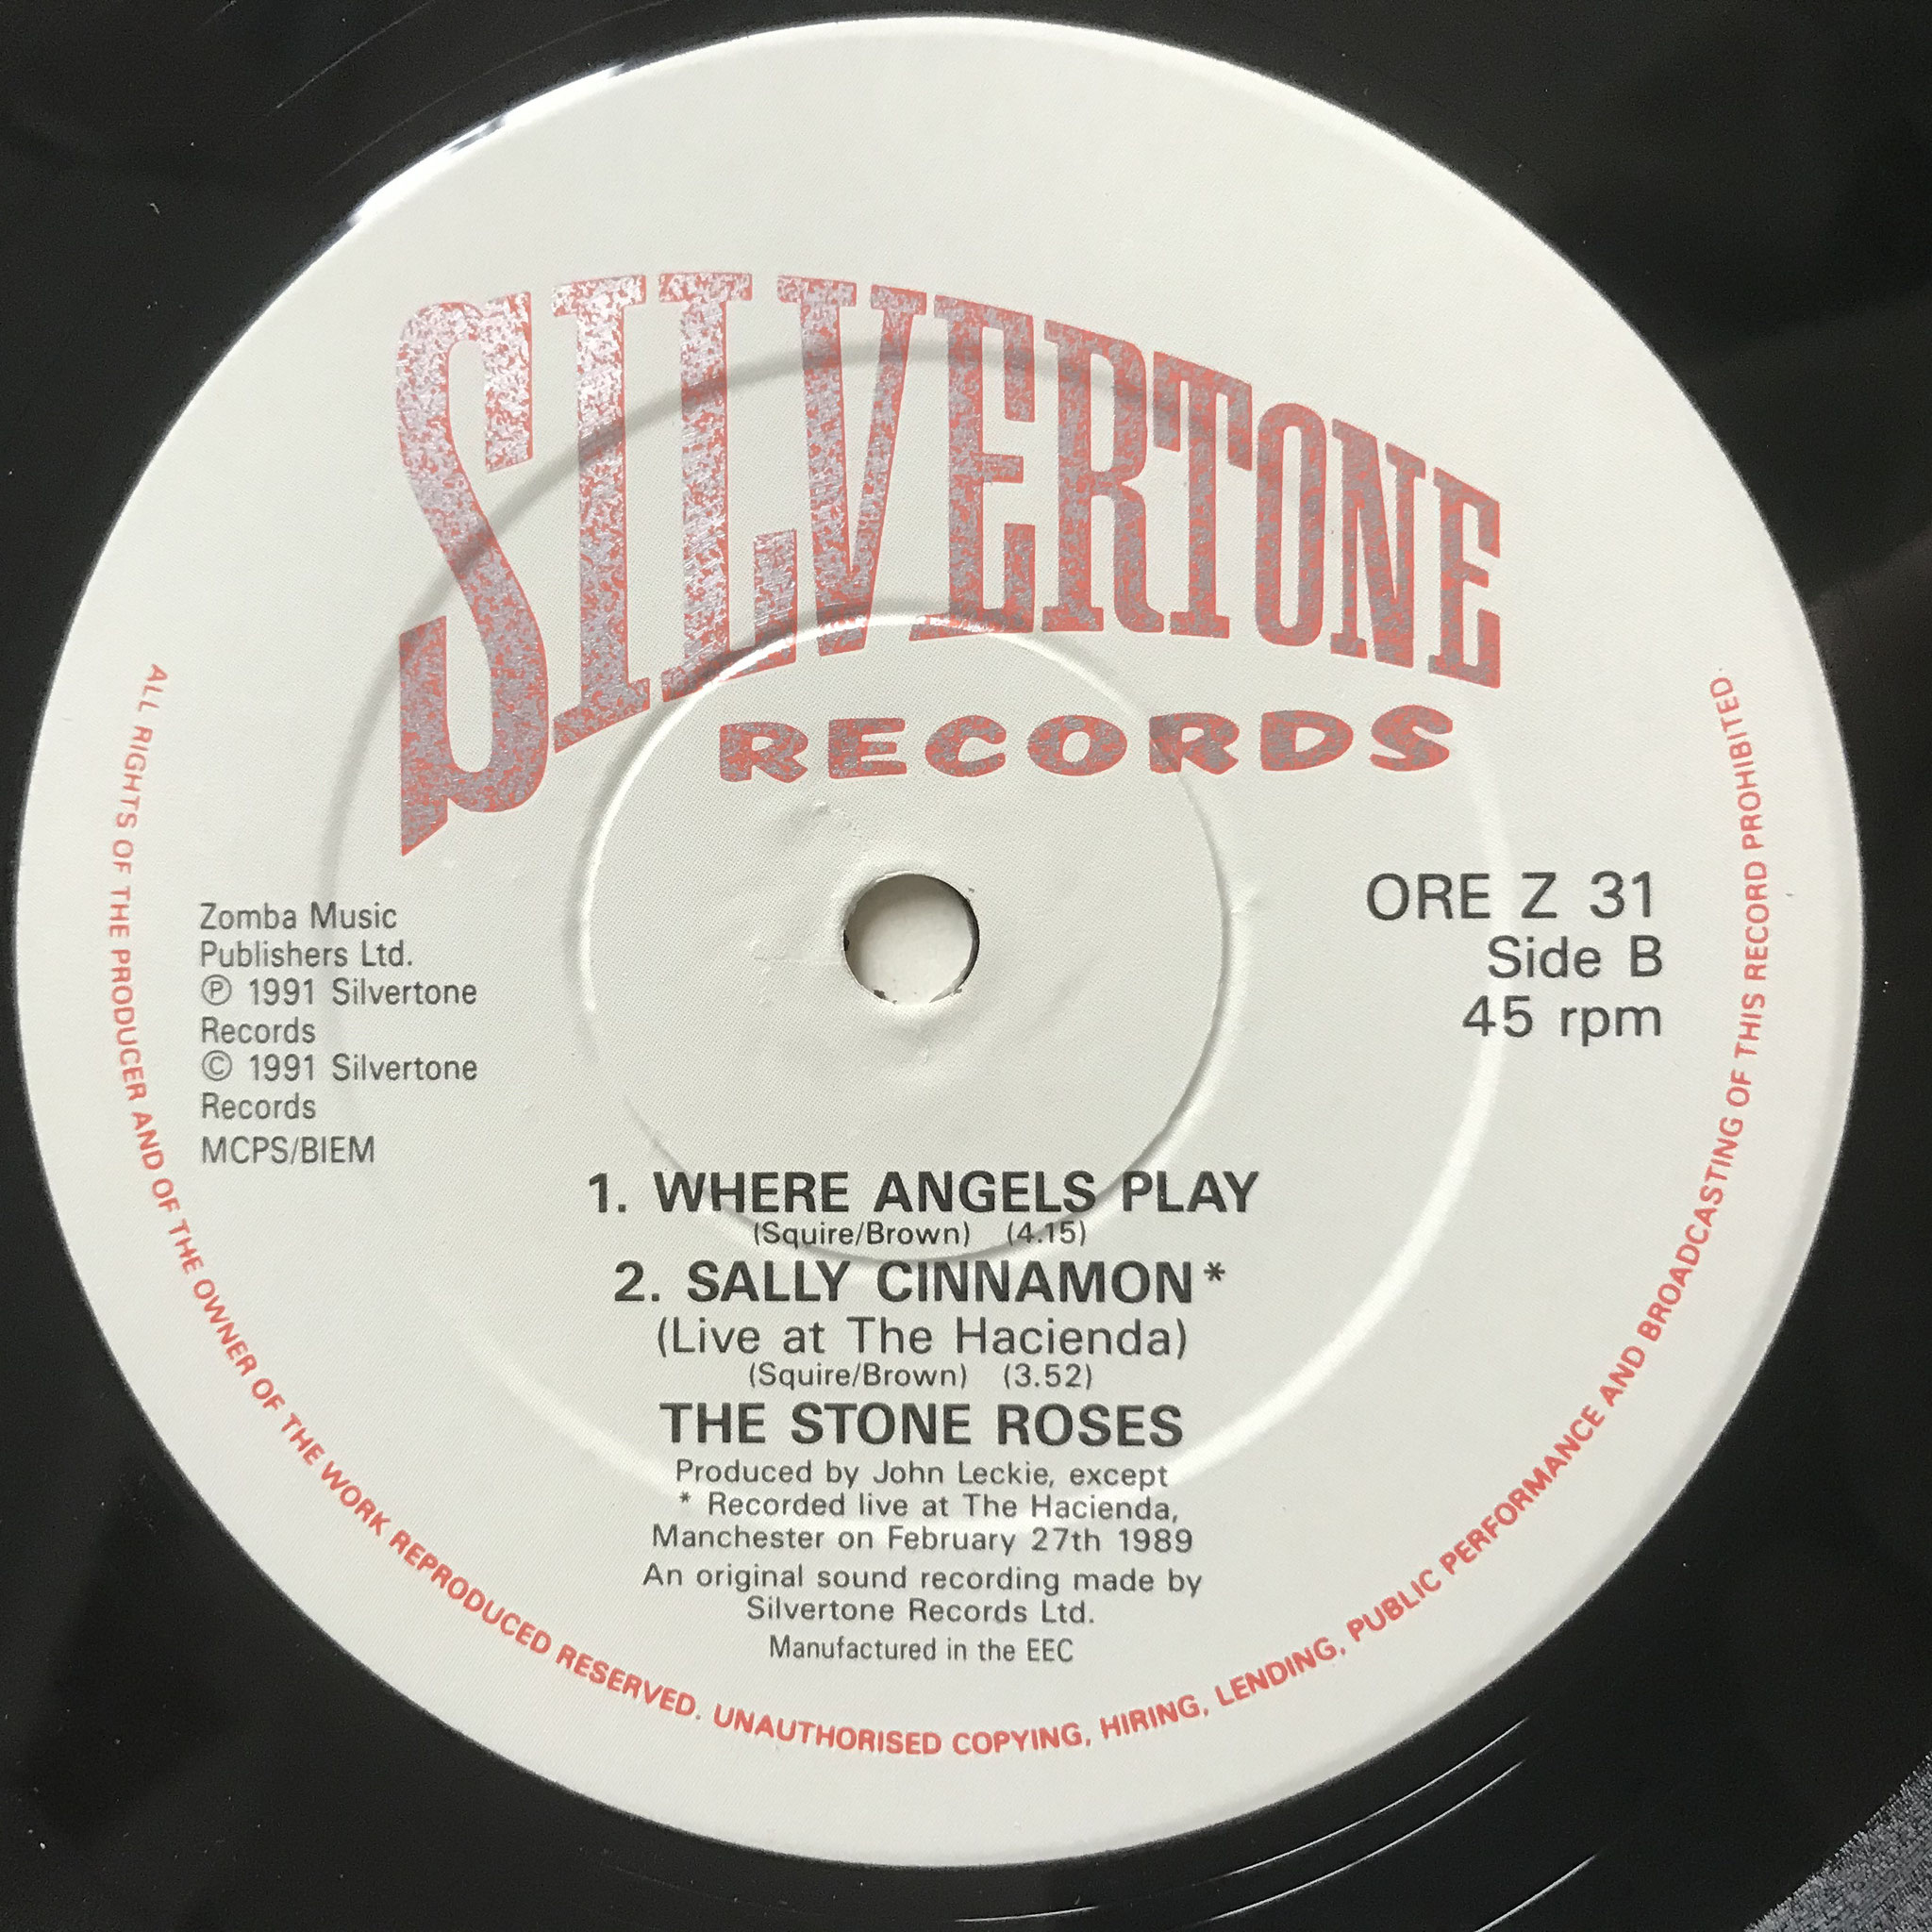 SILVERTONE
RECORDS
Zomba Music
Publishers Ltd.
℗ 1991 Silvertone
Records
© 1991 Silvertone
Records
MCPS/BIEM
ORE Z 31
Side B
45 rpm
1. WHERE ANGELS PLAY
(Squire/Brown) (4.15)
2. SALLY CINNAMON*
(Live at The Hacienda)
(Squire/Brown) (3.52)
THE STONE ROSES
Produced by John Leckie, except
* Recorded live at The Hacienda,
Manchester on February 27th 1989
An original sound recording made by
Silvertone Records Ltd.
Manufactured in the EEC
ALL RIGHTS OF THE PRODUCER AND OF THE OWNER OF THE WORK REPRODUCED RESERVED. UNAUTHORISED COPYING, HIRING, LENDING, PUBLIC PERFORMANCE AND BROADCASTING OF THIS RECORD PROHIBITED